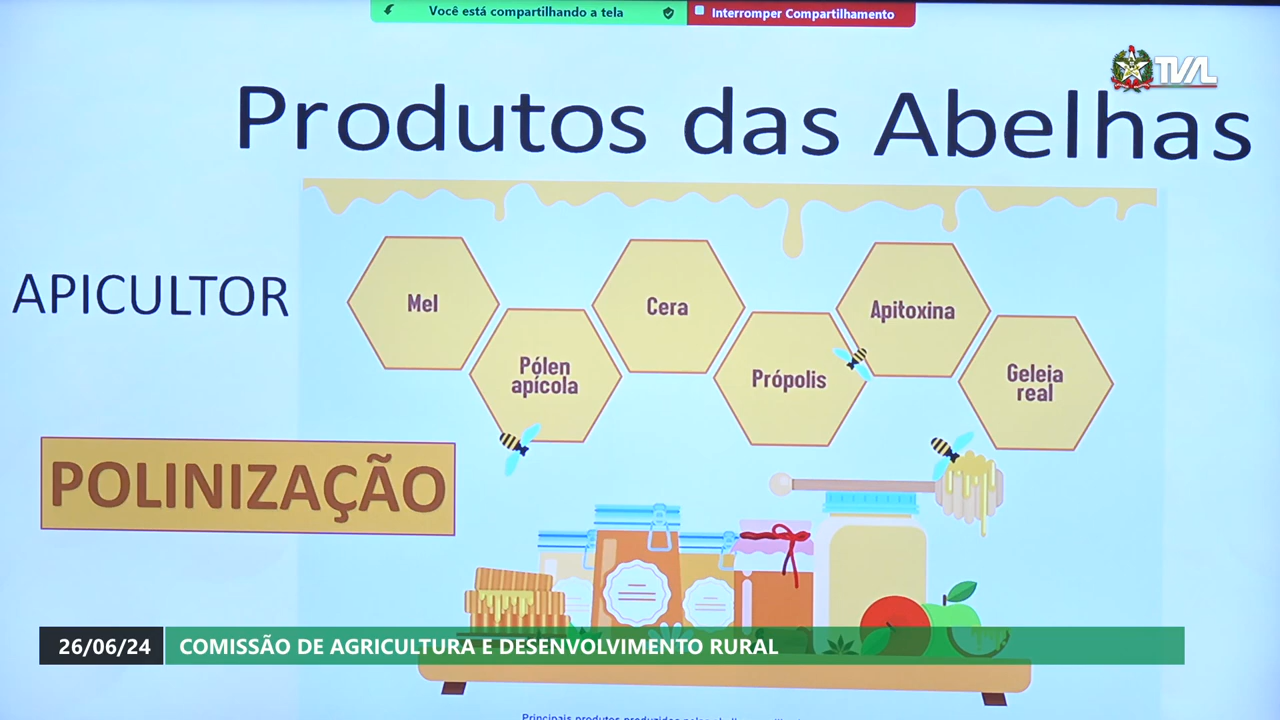 Você está compartilhando a tela
Interromper Compartilhamento
TVAL
Produtos das Abelhas
APICULTOR
Mel
Cera
Apitoxina
Pólen
apícola
Própolis
Geleia
real
POLINIZAÇÃO
26/06/24
COMISSÃO DE AGRICULTURA E DESENVOLVIMENTO RURAL